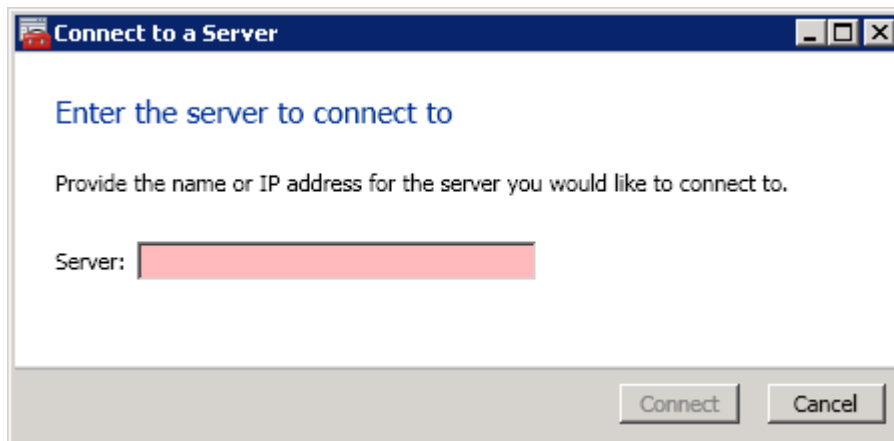 Connect to a Server
Enter the server to connect to
Provide the name or IP address for the server you would like to connect to.
Server:
Connect Cancel